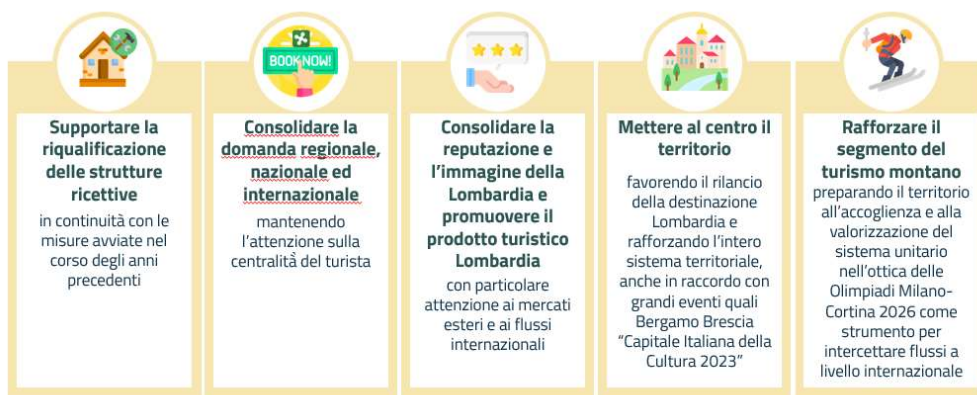 Supportare la
riqualificazione
delle strutture
ricettive
in continuità con le
misure avviate nel
corso degli anni
precedenti
BOOK NOW!
Consolidare la
domanda regionale,
nazionale ed
internazionale
mantenendo
l'attenzione sulla
centralità del turista
Consolidare la
reputazione e
l'immagine della
Lombardia e
promuovere il
prodotto turistico
Lombardia
con particolare
attenzione ai mercati
esteri e ai flussi
internazionali
Mettere al centro il
territorio
favorendo il rilancio
della destinazione
Lombardia e
rafforzando l'intero
sistema territoriale,
anche in raccordo con
grandi eventi quali
Bergamo Brescia
"Capitale Italiana della
Cultura 2023"
Rafforzare il
segmento del
turismo montano
preparando il territorio
all'accoglienza e alla
valorizzazione del
sistema unitario
nell'ottica delle
Olimpiadi Milano-
Cortina 2026 come
strumento per
intercettare flussi a
livello internazionale